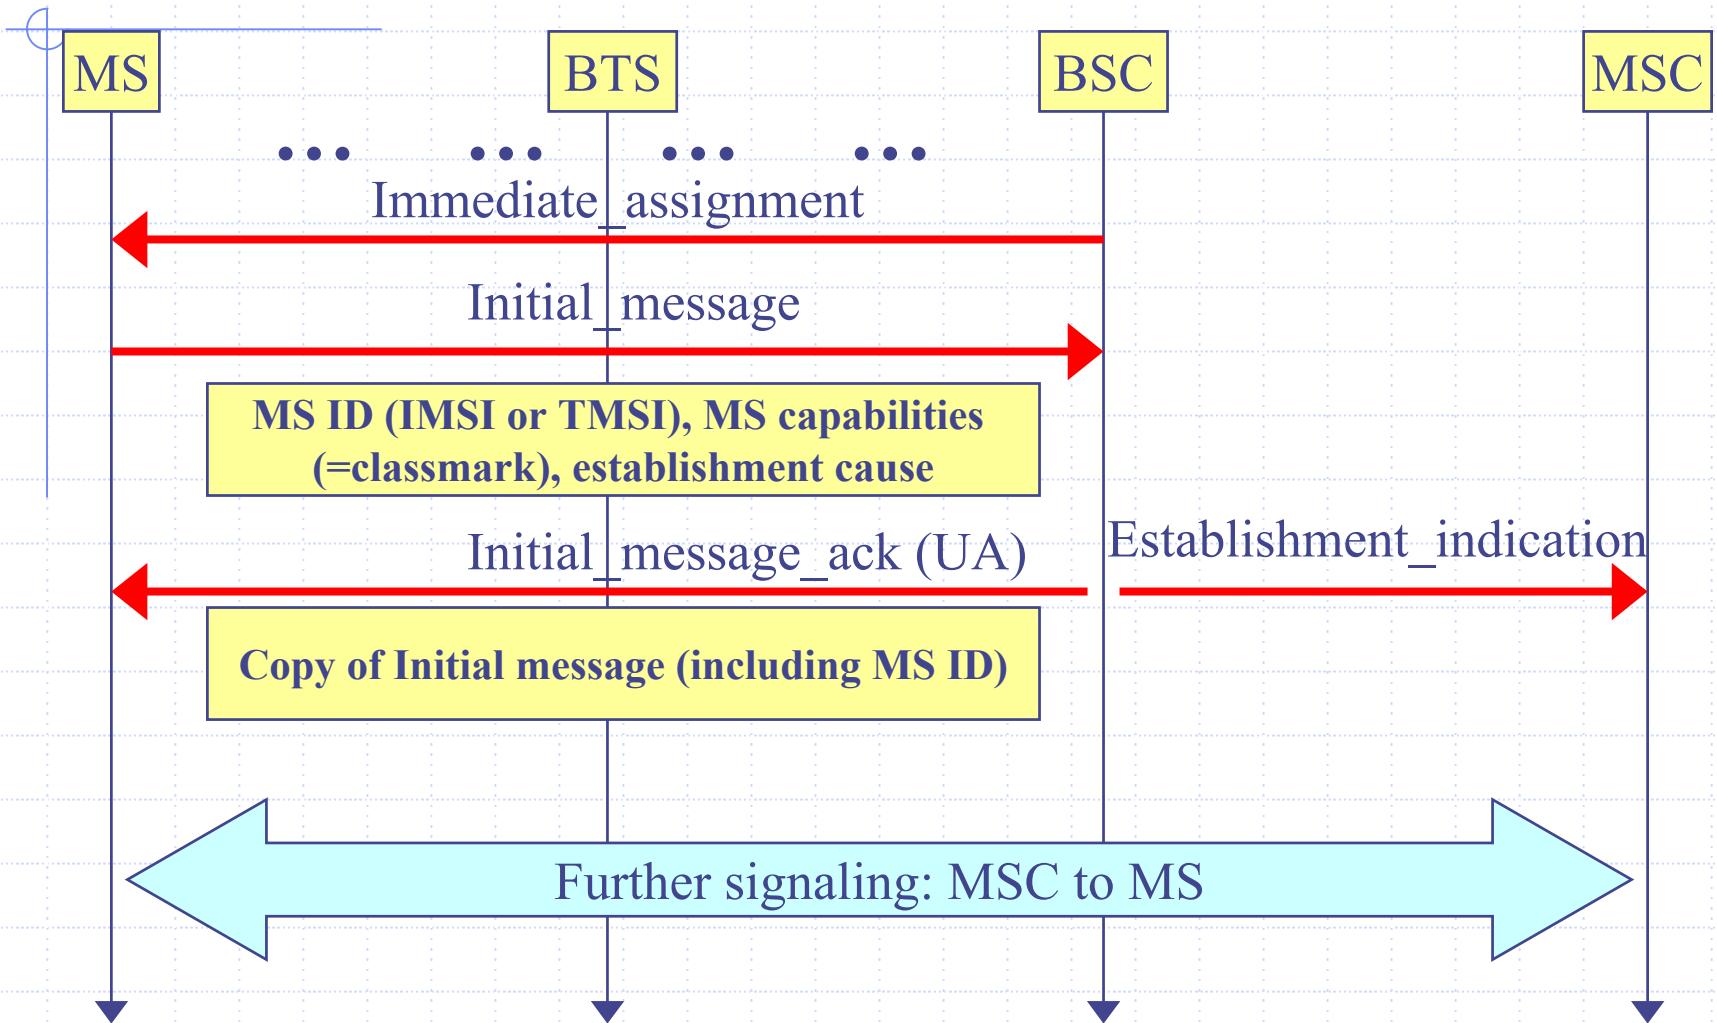 MS
BTS
BSC
MSC
... ... ... ...
Immediate_assignment
Initial_message
MS ID (IMSI or TMSI), MS capabilities
(=classmark), establishment cause
Initial_message_ack (UA)
Establishment_indication
Copy of Initial message (including MS ID)
Further signaling: MSC to MS